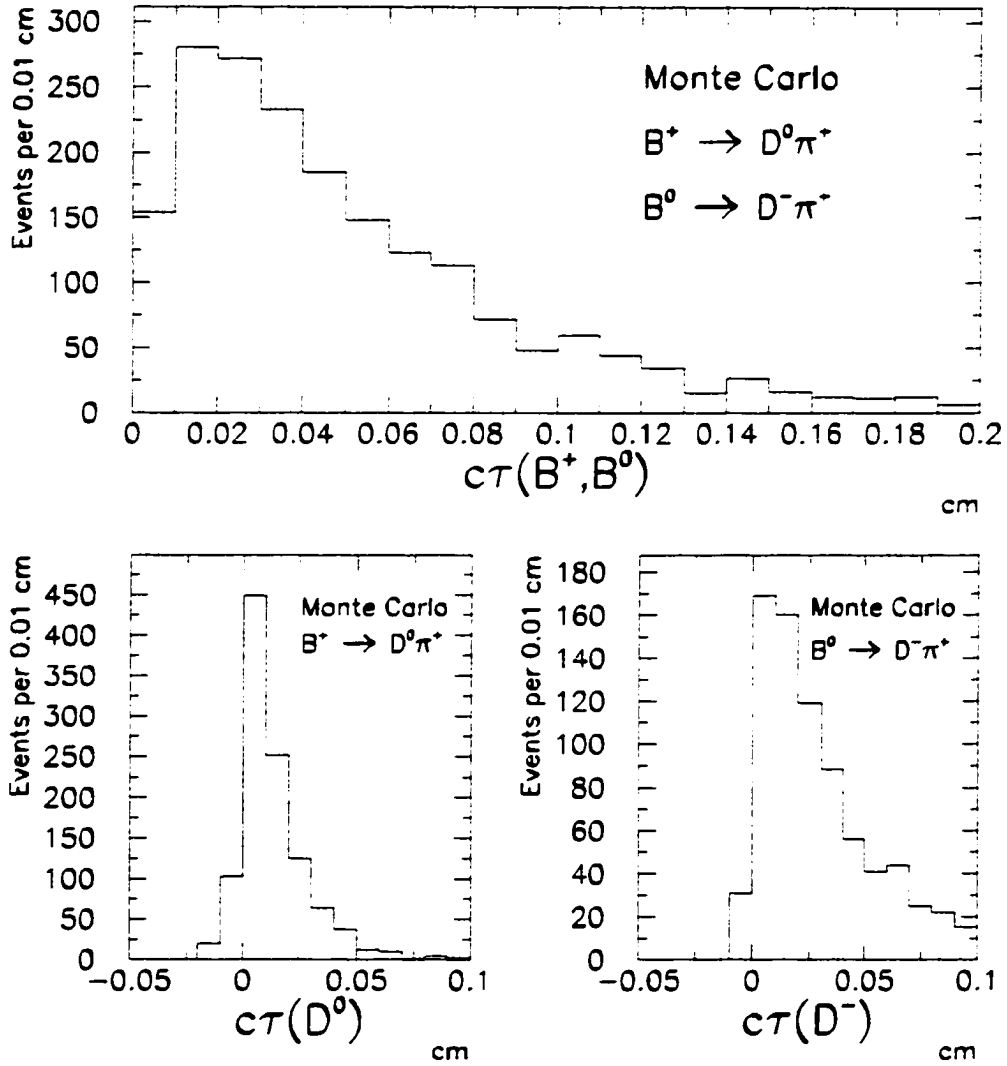 Events per 0.01 cm
300
250
200
150
100
50
0
Monte Carlo
B⁺ → D⁰π⁺
B⁰ → D⁻π⁺
0 0.02 0.04 0.06 0.08 0.1 0.12 0.14 0.16 0.18 0.2
cτ(B⁺,B⁰)
cm
Events per 0.01 cm
450
400
350
300
250
200
150
100
50
0
Monte Carlo
B⁺ → D⁰π⁺
-0.05 0 0.05 0.1
cτ(D⁰)
cm
Events per 0.01 cm
180
160
140
120
100
80
60
40
20
0
Monte Carlo
B⁰ → D⁻π⁺
-0.05 0 0.05 0.1
cτ(D⁻)
cm